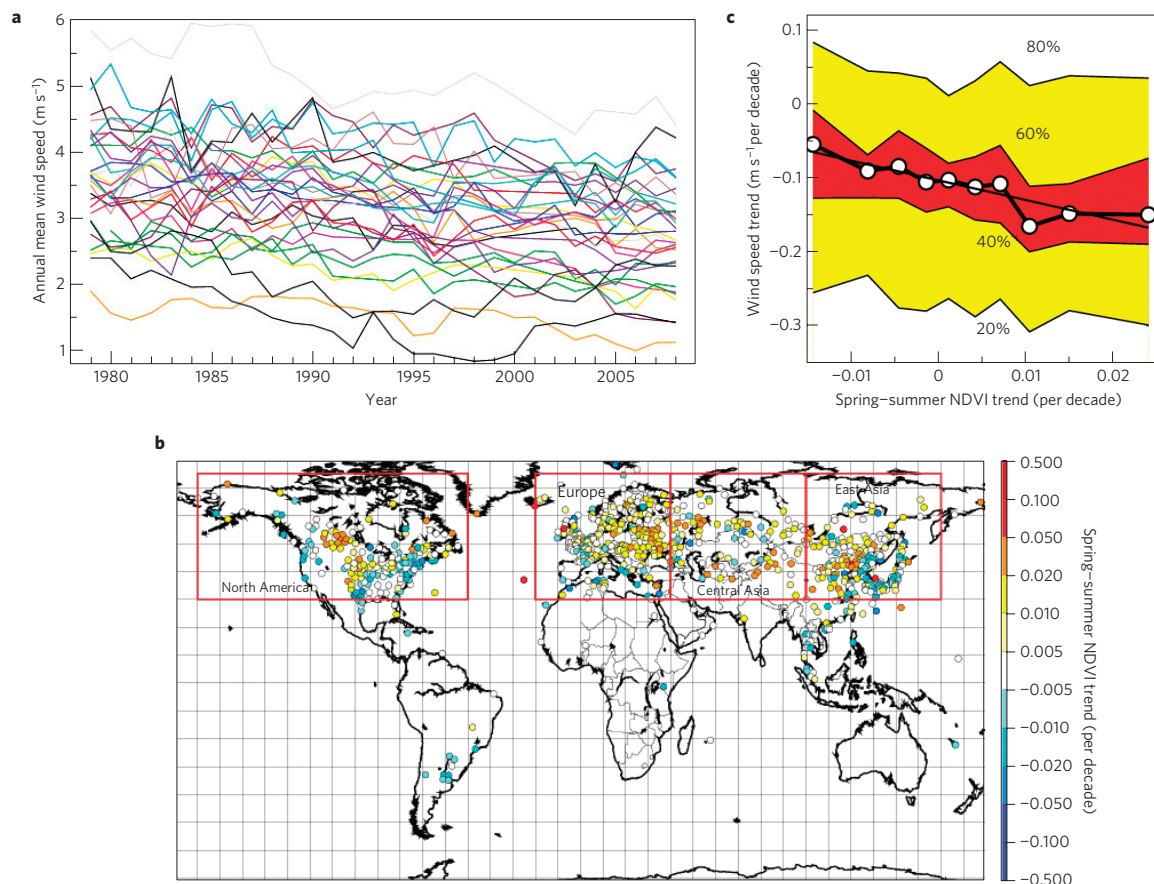 a
6
5
4
3
2
1
Annual mean wind speed (m s⁻¹)
1980 1985 1990 1995 2000 2005
Year
c
0.1
0
−0.1
−0.2
−0.3
Wind speed trend (m s⁻¹ per decade)
80%
60%
40%
20%
−0.01 0 0.01 0.02
Spring–summer NDVI trend (per decade)
b
North America
Europe
Central Asia
East Asia
0.500
0.100
0.050
0.020
0.010
0.005
−0.005
−0.010
−0.020
−0.050
−0.100
−0.500
Spring–summer NDVI trend (per decade)